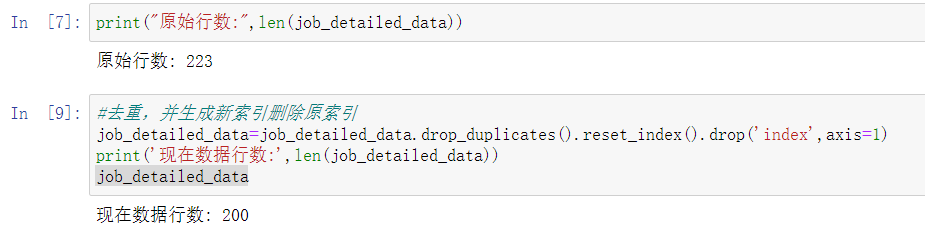 In [7]: print("原始行数:",len(job_detailed_data))
原始行数: 223
In [9]: #去重，并生成新索引删除原索引
job_detailed_data=job_detailed_data.drop_duplicates().reset_index().drop('index',axis=1)
print('现在数据行数:',len(job_detailed_data))
job_detailed_data
现在数据行数: 200